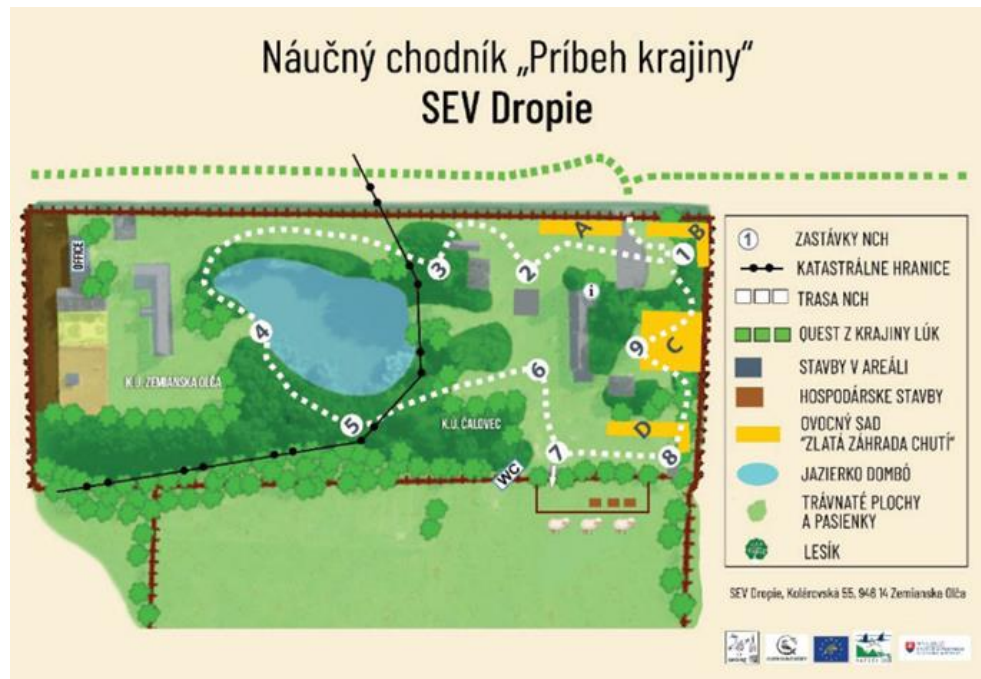 Náučný chodník „Príbeh krajiny“
SEV Dropie
OFFICE
A
B
1
2
3
i
4
9
C
K.Ú. ZEMIANSKA OĽČA
6
5
K.Ú. ČALOVEC
D
7
8
WC
1 ZASTÁVKY NCH
KATASTRÁLNE HRANICE
TRASA NCH
QUEST Z KRAJINY LÚK
STAVBY V AREÁLI
HOSPODÁRSKE STAVBY
OVOCNÝ SAD
"ZLATÁ ZÁHRADA CHUTÍ"
JAZIERKO DOMBÓ
TRÁVNATÉ PLOCHY
A PASIENKY
LESÍK
SEV Dropie, Kolárovská 55, 946 14 Zemianska Olča